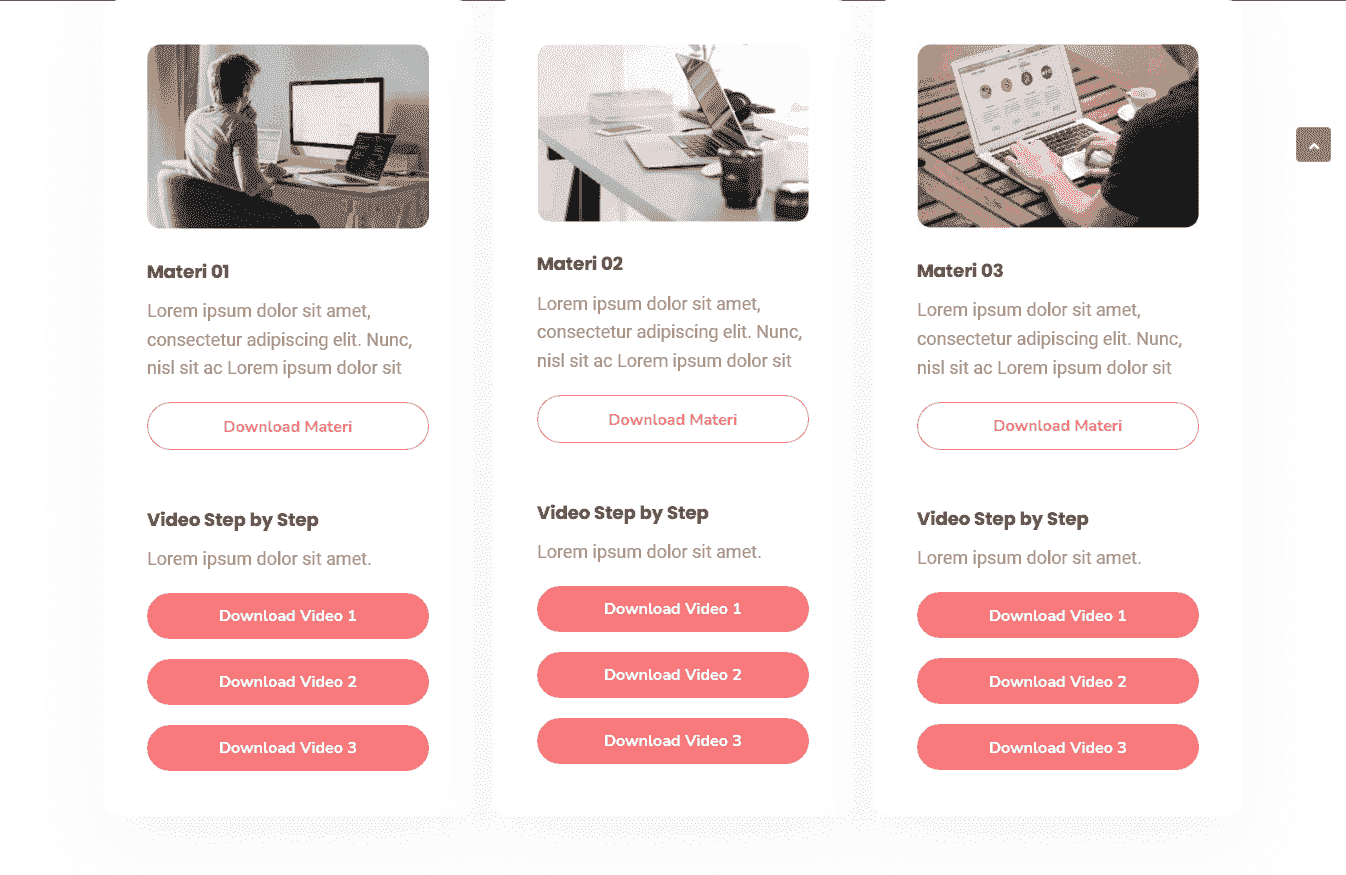 Materi 01
Lorem ipsum dolor sit amet,
consectetur adipiscing elit. Nunc,
nisl sit ac Lorem ipsum dolor sit
Download Materi
Video Step by Step
Lorem ipsum dolor sit amet.
Download Video 1
Download Video 2
Download Video 3
Materi 02
Lorem ipsum dolor sit amet,
consectetur adipiscing elit. Nunc,
nisl sit ac Lorem ipsum dolor sit
Download Materi
Video Step by Step
Lorem ipsum dolor sit amet.
Download Video 1
Download Video 2
Download Video 3
Materi 03
Lorem ipsum dolor sit amet,
consectetur adipiscing elit. Nunc,
nisl sit ac Lorem ipsum dolor sit
Download Materi
Video Step by Step
Lorem ipsum dolor sit amet.
Download Video 1
Download Video 2
Download Video 3